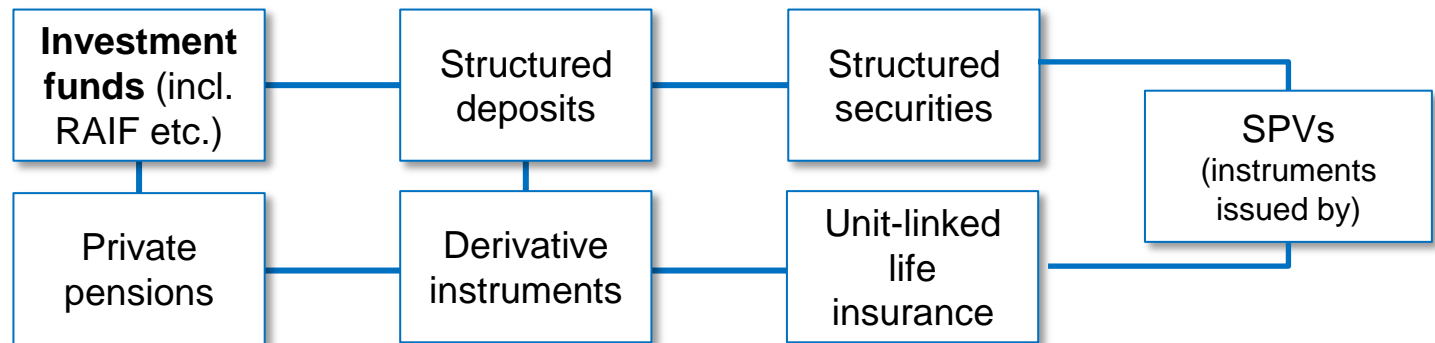 Investment
funds (incl.
RAIF etc.)
Structured
deposits
Structured
securities
SPVs
(instruments
issued by)
Private
pensions
Derivative
instruments
Unit-linked
life
insurance